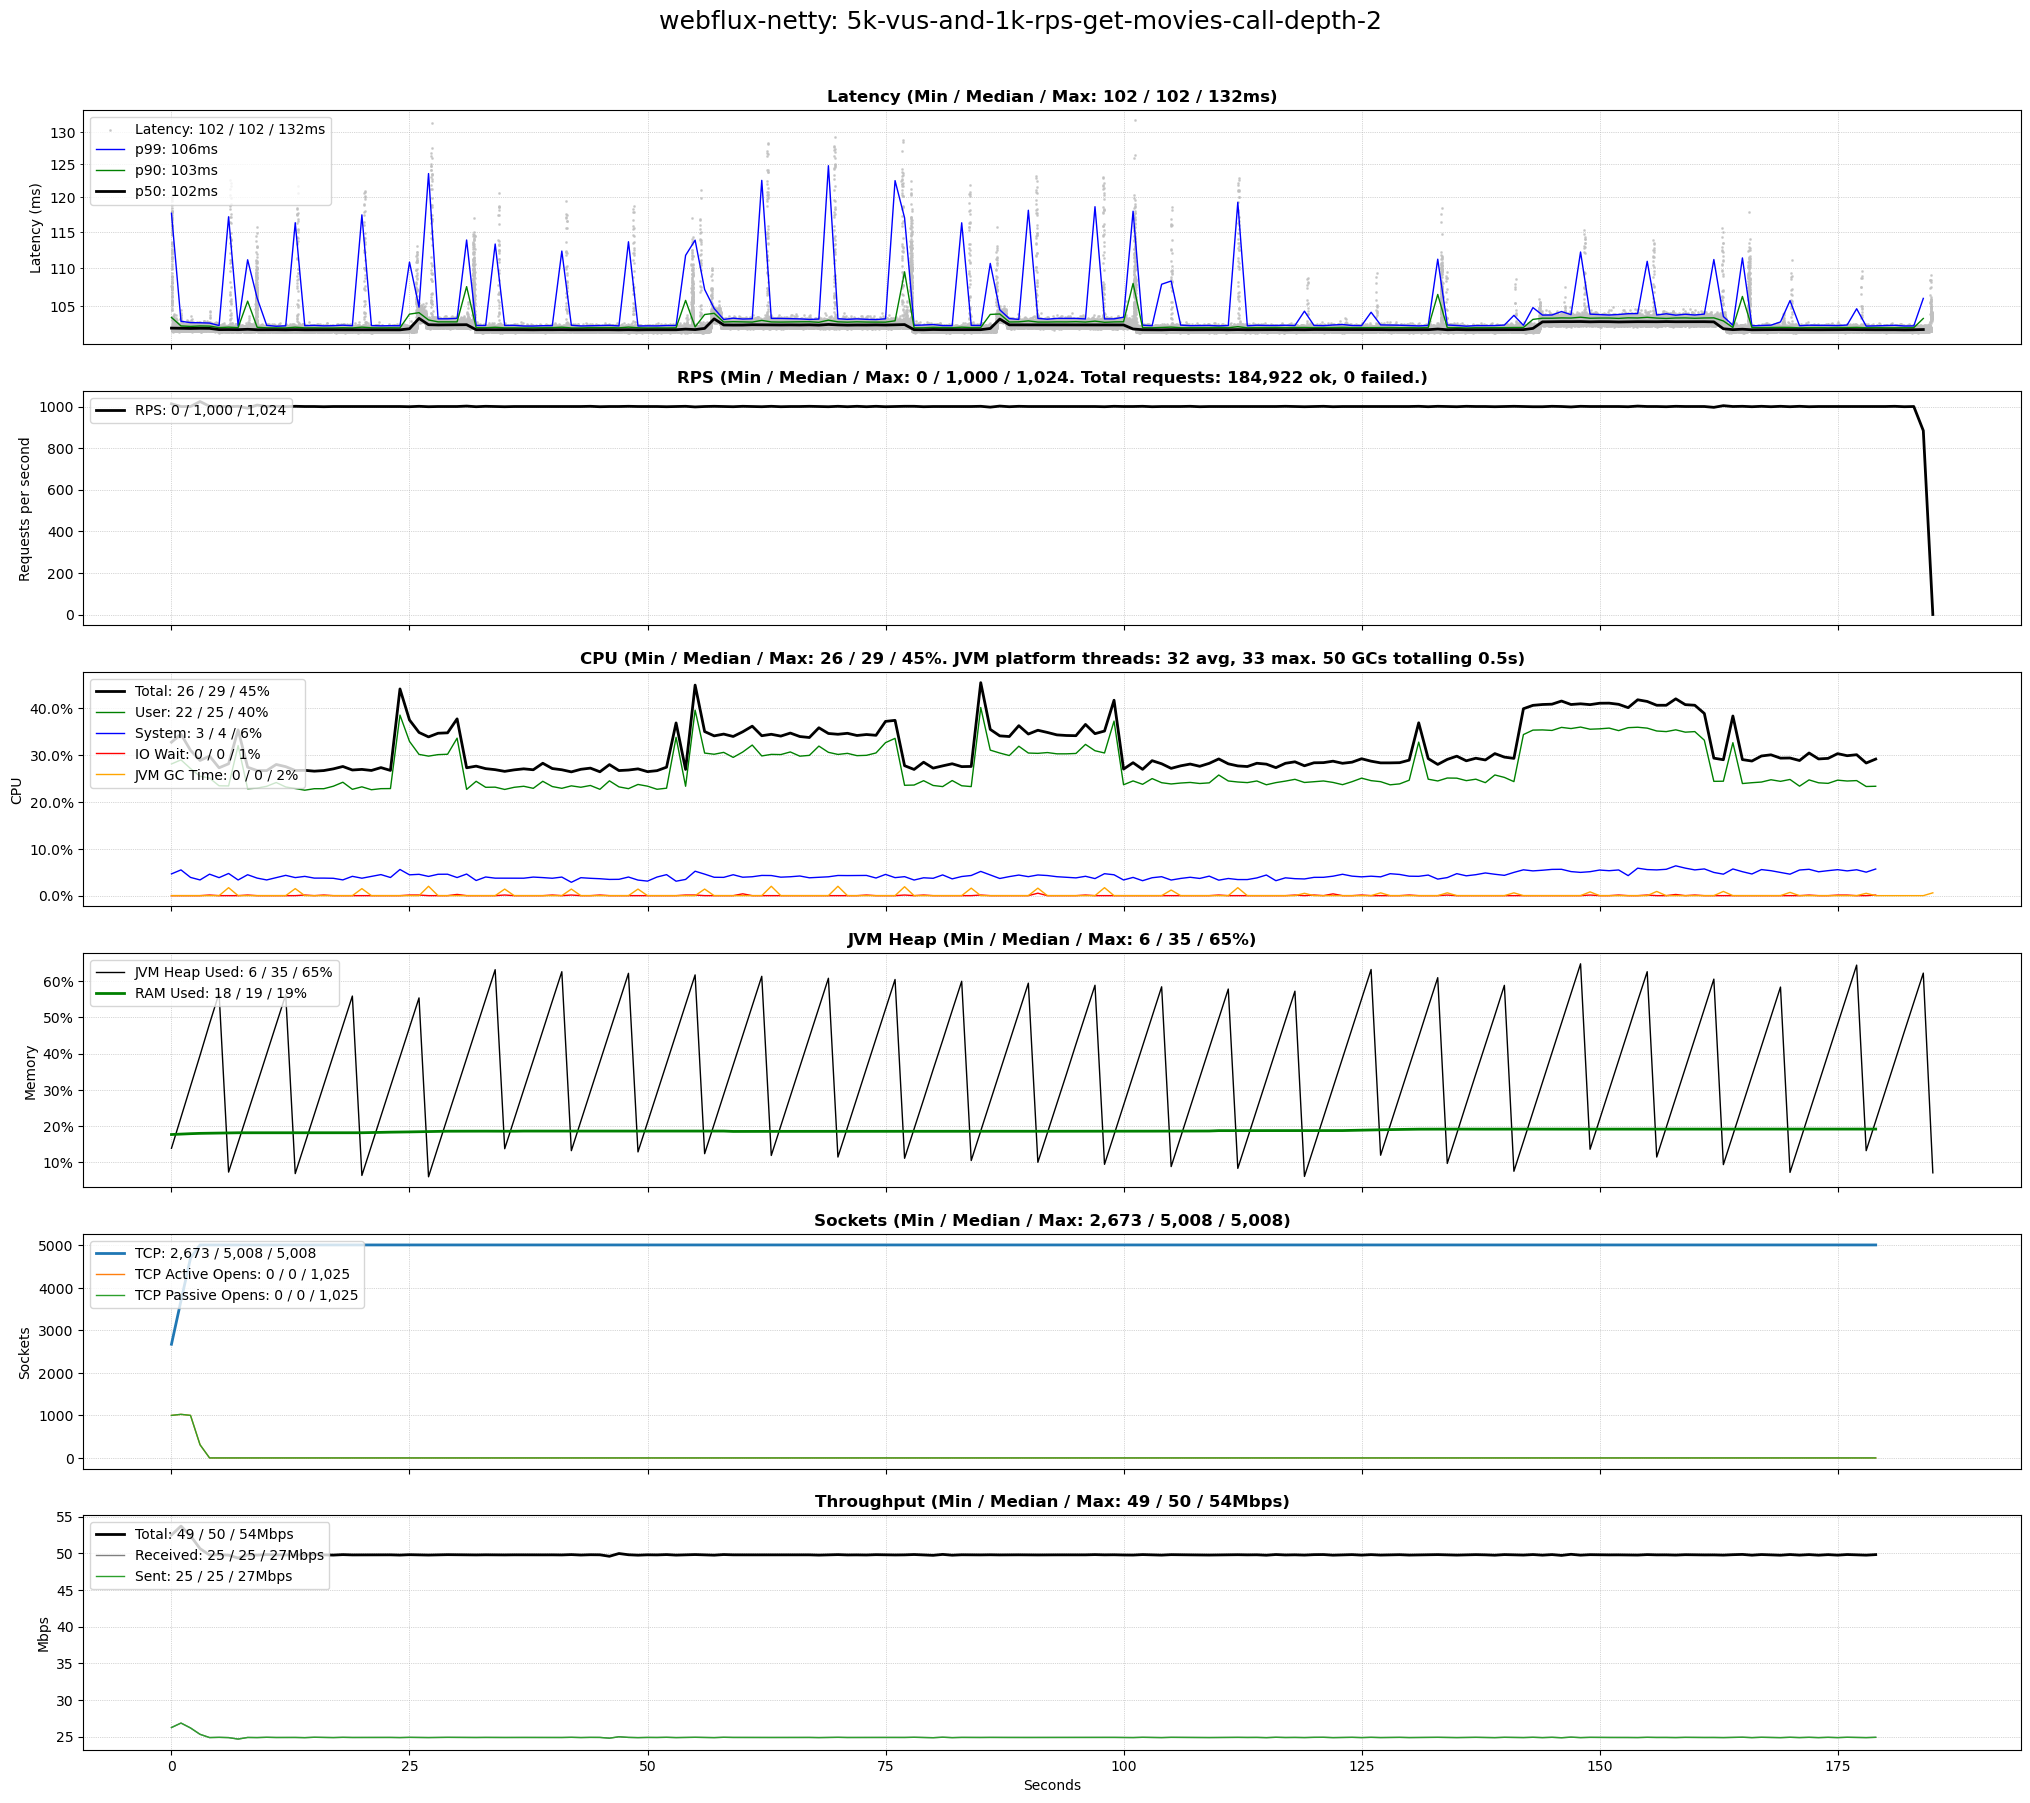 webflux-netty: 5k-vus-and-1k-rps-get-movies-call-depth-2
Latency (Min / Median / Max: 102 / 102 / 132ms)
Latency: 102 / 102 / 132ms
p99: 106ms
p90: 103ms
p50: 102ms
Latency (ms)
130
125
120
115
110
105
RPS (Min / Median / Max: 0 / 1,000 / 1,024. Total requests: 184,922 ok, 0 failed.)
RPS: 0 / 1,000 / 1,024
Requests per second
1000
800
600
400
200
0
CPU (Min / Median / Max: 26 / 29 / 45%. JVM platform threads: 32 avg, 33 max. 50 GCs totalling 0.5s)
Total: 26 / 29 / 45%
User: 22 / 25 / 40%
System: 3 / 4 / 6%
IO Wait: 0 / 0 / 1%
JVM GC Time: 0 / 0 / 2%
CPU
40.0%
30.0%
20.0%
10.0%
0.0%
JVM Heap (Min / Median / Max: 6 / 35 / 65%)
JVM Heap Used: 6 / 35 / 65%
RAM Used: 18 / 19 / 19%
Memory
60%
50%
40%
30%
20%
10%
Sockets (Min / Median / Max: 2,673 / 5,008 / 5,008)
TCP: 2,673 / 5,008 / 5,008
TCP Active Opens: 0 / 0 / 1,025
TCP Passive Opens: 0 / 0 / 1,025
Sockets
5000
4000
3000
2000
1000
0
Throughput (Min / Median / Max: 49 / 50 / 54Mbps)
Total: 49 / 50 / 54Mbps
Received: 25 / 25 / 27Mbps
Sent: 25 / 25 / 27Mbps
Mbps
55
50
45
40
35
30
25
0 25 50 75 100 125 150 175
Seconds